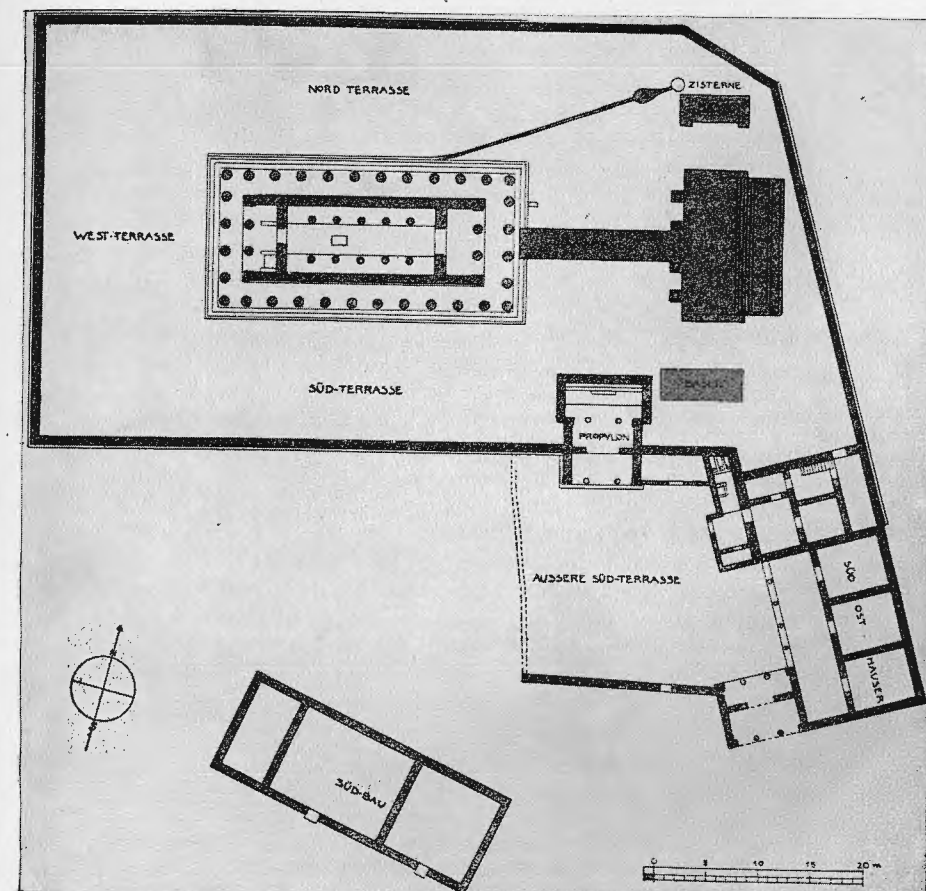 NORD TERRASSE
ZISTERNE
WEST-TERRASSE
SÜD-TERRASSE
PROPYLON
ÄUSSERE SÜD-TERRASSE
SÜD
OST
HÄUSER
N
S
SÜD-BAU
0 5 10 15 20 m